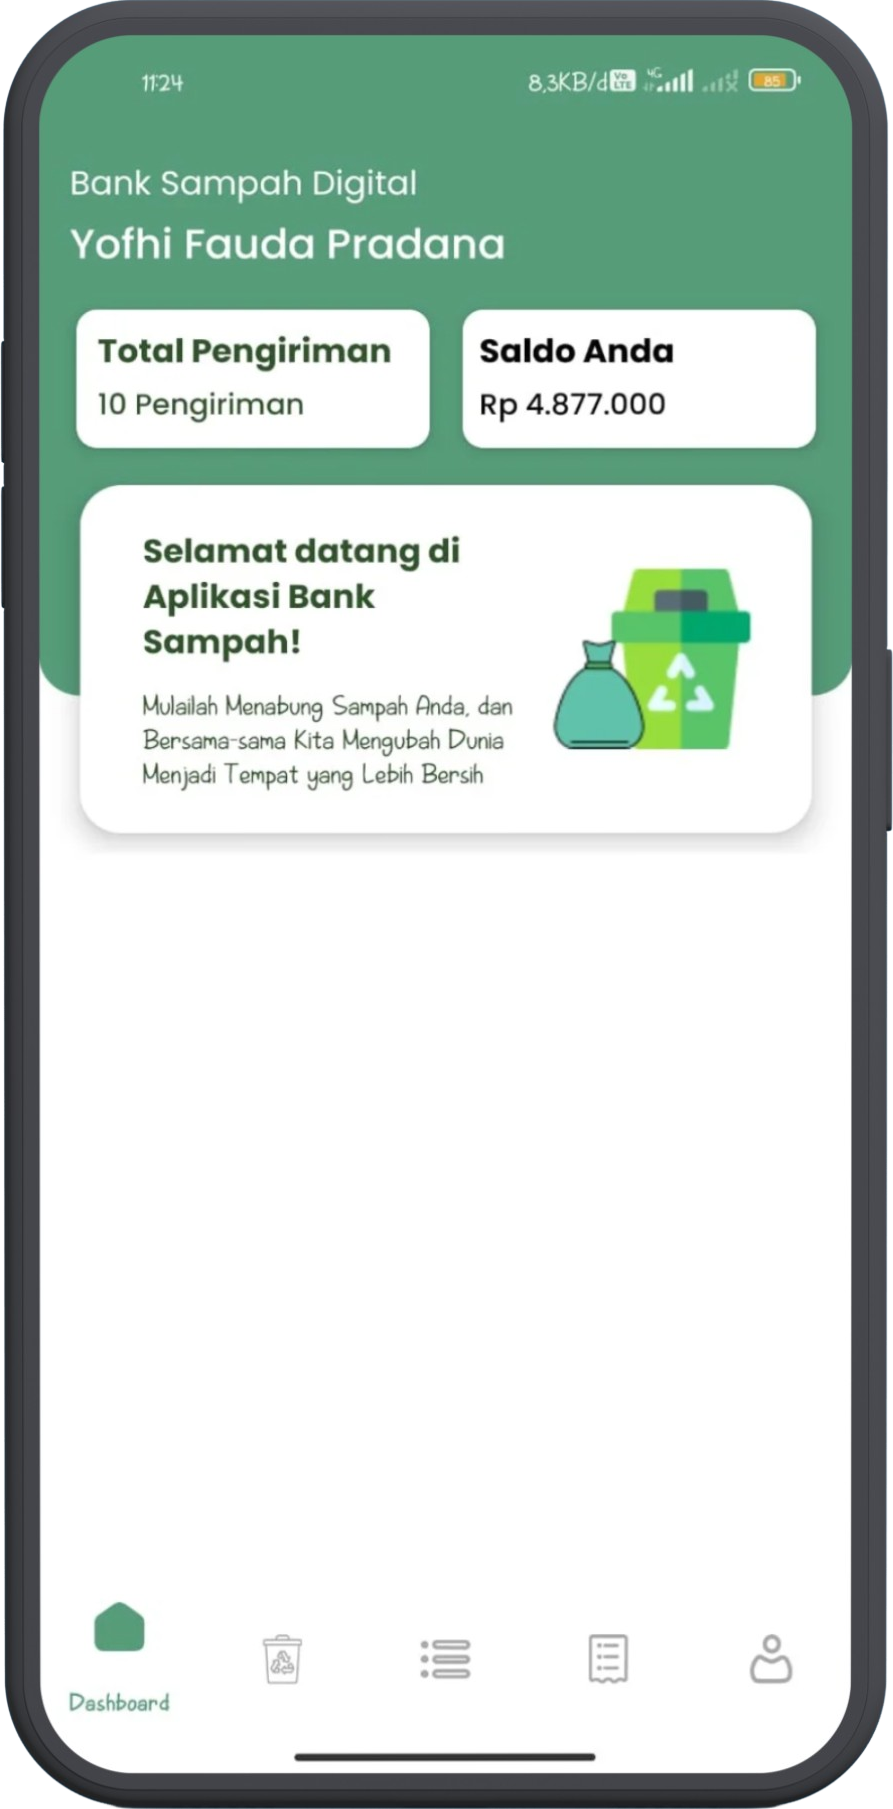 11:24
8,3KB/d Vo LTE 4G 85
Bank Sampah Digital
Yofhi Fauda Pradana
Total Pengiriman
10 Pengiriman
Saldo Anda
Rp 4.877.000
Selamat datang di
Aplikasi Bank
Sampah!
Mulailah Menabung Sampah Anda, dan
Bersama-sama Kita Mengubah Dunia
Menjadi Tempat yang Lebih Bersih
Dashboard